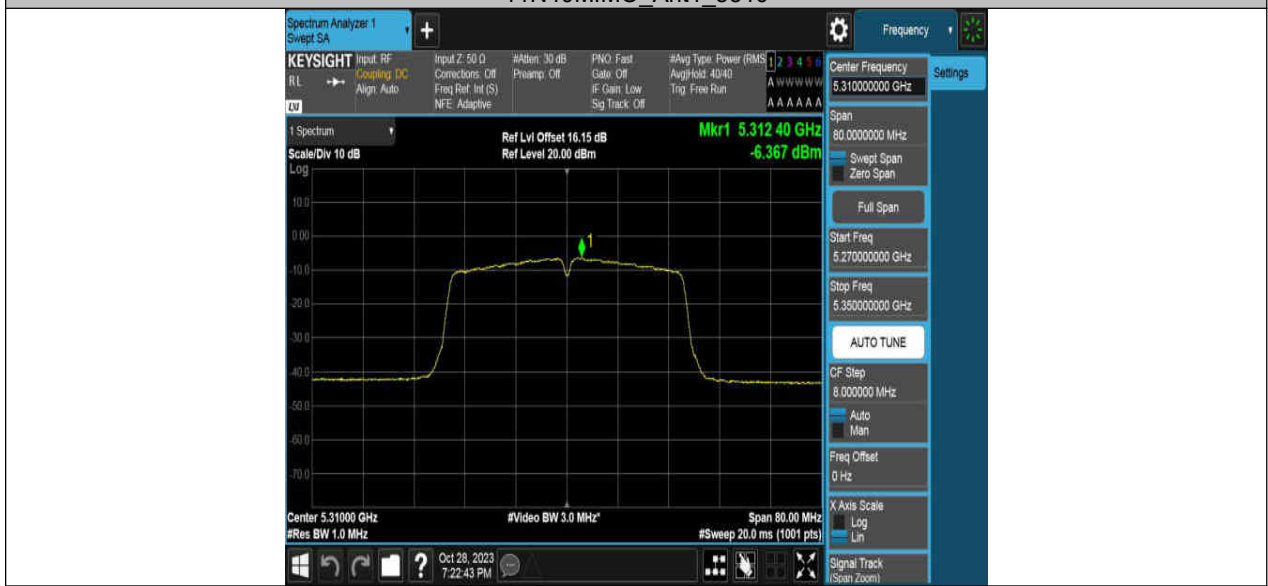 Spectrum Analyzer 1
Swept SA
+
Frequency
KEYSIGHT
Input: RF
Coupling: DC
Align: Auto
RL
Input Z: 50 Ω
Corrections: Off
Freq Ref: Int (S)
NFE: Adaptive
#Atten: 30 dB
Preamp: Off
PNO: Fast
Gate: Off
IF Gain: Low
Sig Track: Off
#Avg Type: Power (RMS
Avg|Hold: 40/40
Trig: Free Run
1 2 3 4 5 6
A W W W W W
A A A A A A
Center Frequency
5.310000000 GHz
Settings
Span
80.0000000 MHz
Swept Span
Zero Span
Full Span
Start Freq
5.270000000 GHz
Stop Freq
5.350000000 GHz
AUTO TUNE
CF Step
8.000000 MHz
Auto
Man
Freq Offset
0 Hz
X Axis Scale
Log
Lin
Signal Track
(Span Zoom)
1 Spectrum
Scale/Div 10 dB
Log
Ref Lvl Offset 16.15 dB
Ref Level 20.00 dBm
Mkr1 5.312 40 GHz
-6.367 dBm
1
10.0
0.00
-10.0
-20.0
-30.0
-40.0
-50.0
-60.0
-70.0
Center 5.31000 GHz
#Res BW 1.0 MHz
#Video BW 3.0 MHz*
Span 80.00 MHz
#Sweep 20.0 ms (1001 pts)
?
Oct 28, 2023
7:22:43 PM